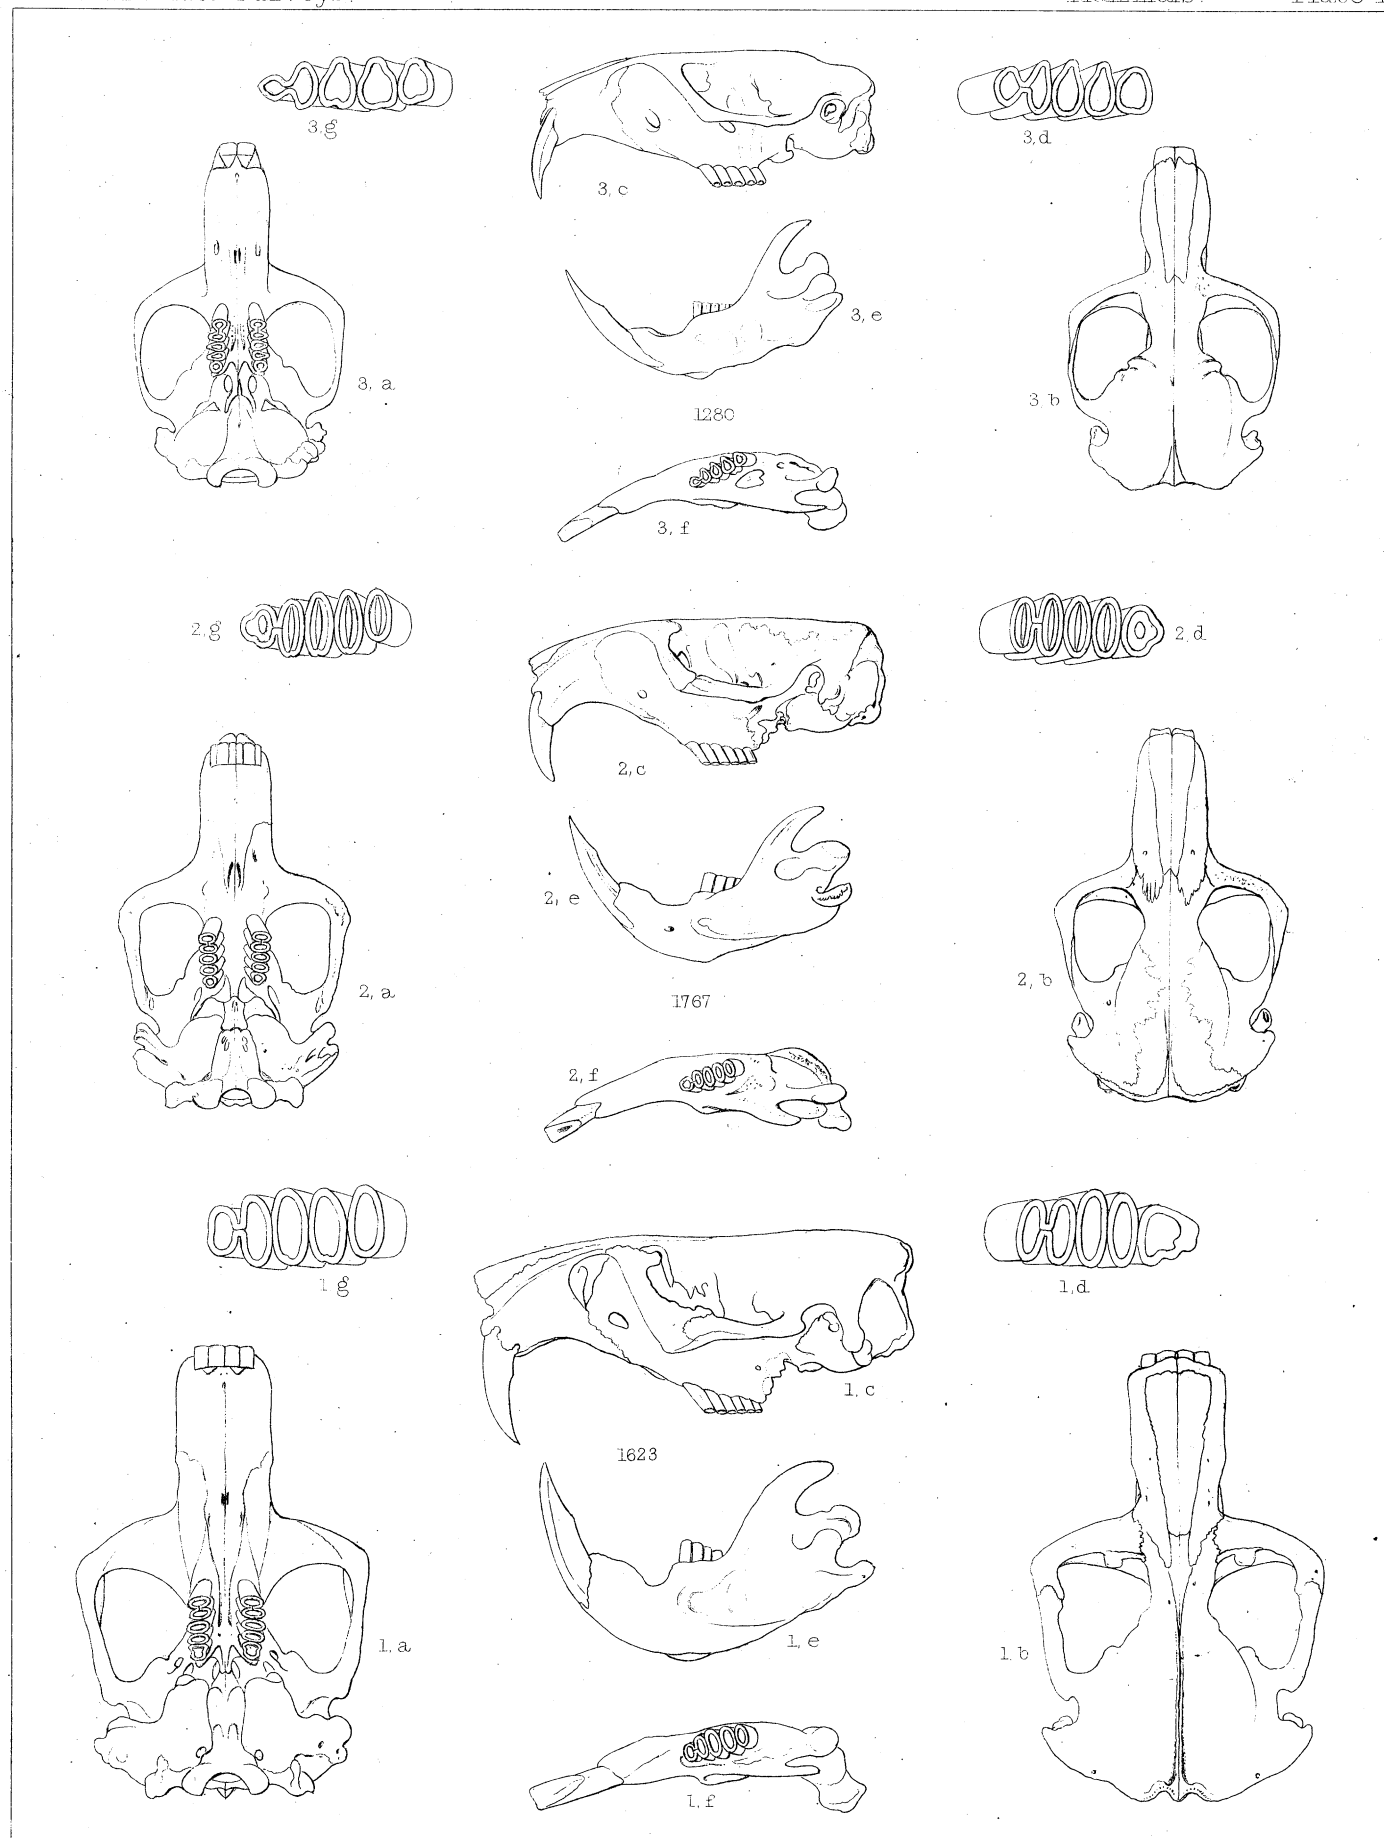 3,g
3,d
3, c
3, e
3, a
3, b
1280
3, f
2,g
2,d
2,c
2, e
2, a
2, b
1767
2, f
1 g
1,d
1, c
1623
1, e
1, a
1, b
1, f